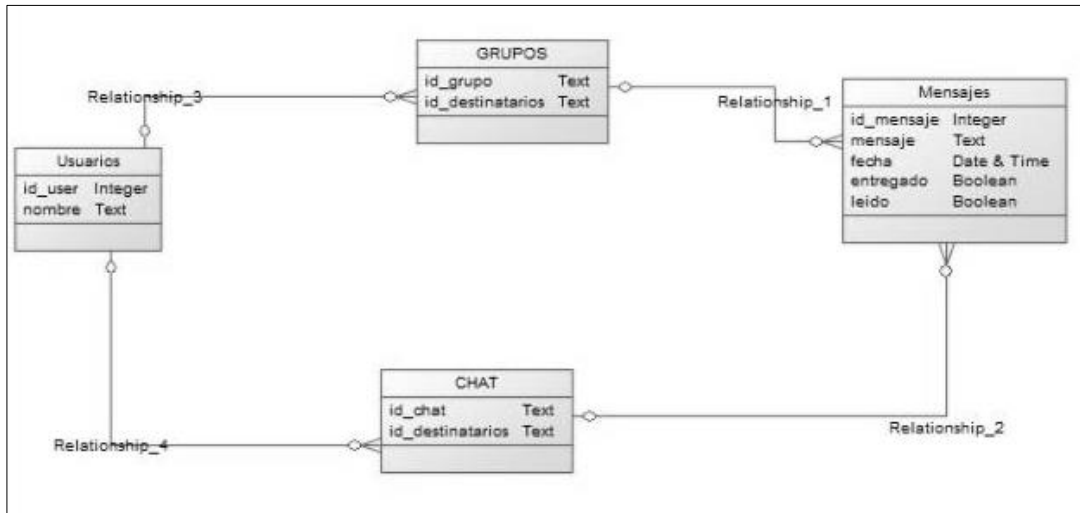 GRUPOS
id_grupo Text
id_destinatarios Text
Relationship_3
Relationship_1
Mensajes
id_mensaje Integer
mensaje Text
fecha Date & Time
entregado Boolean
leido Boolean
Usuarios
id_user Integer
nombre Text
CHAT
id_chat Text
id_destinatarios Text
Relationship_4
Relationship_2